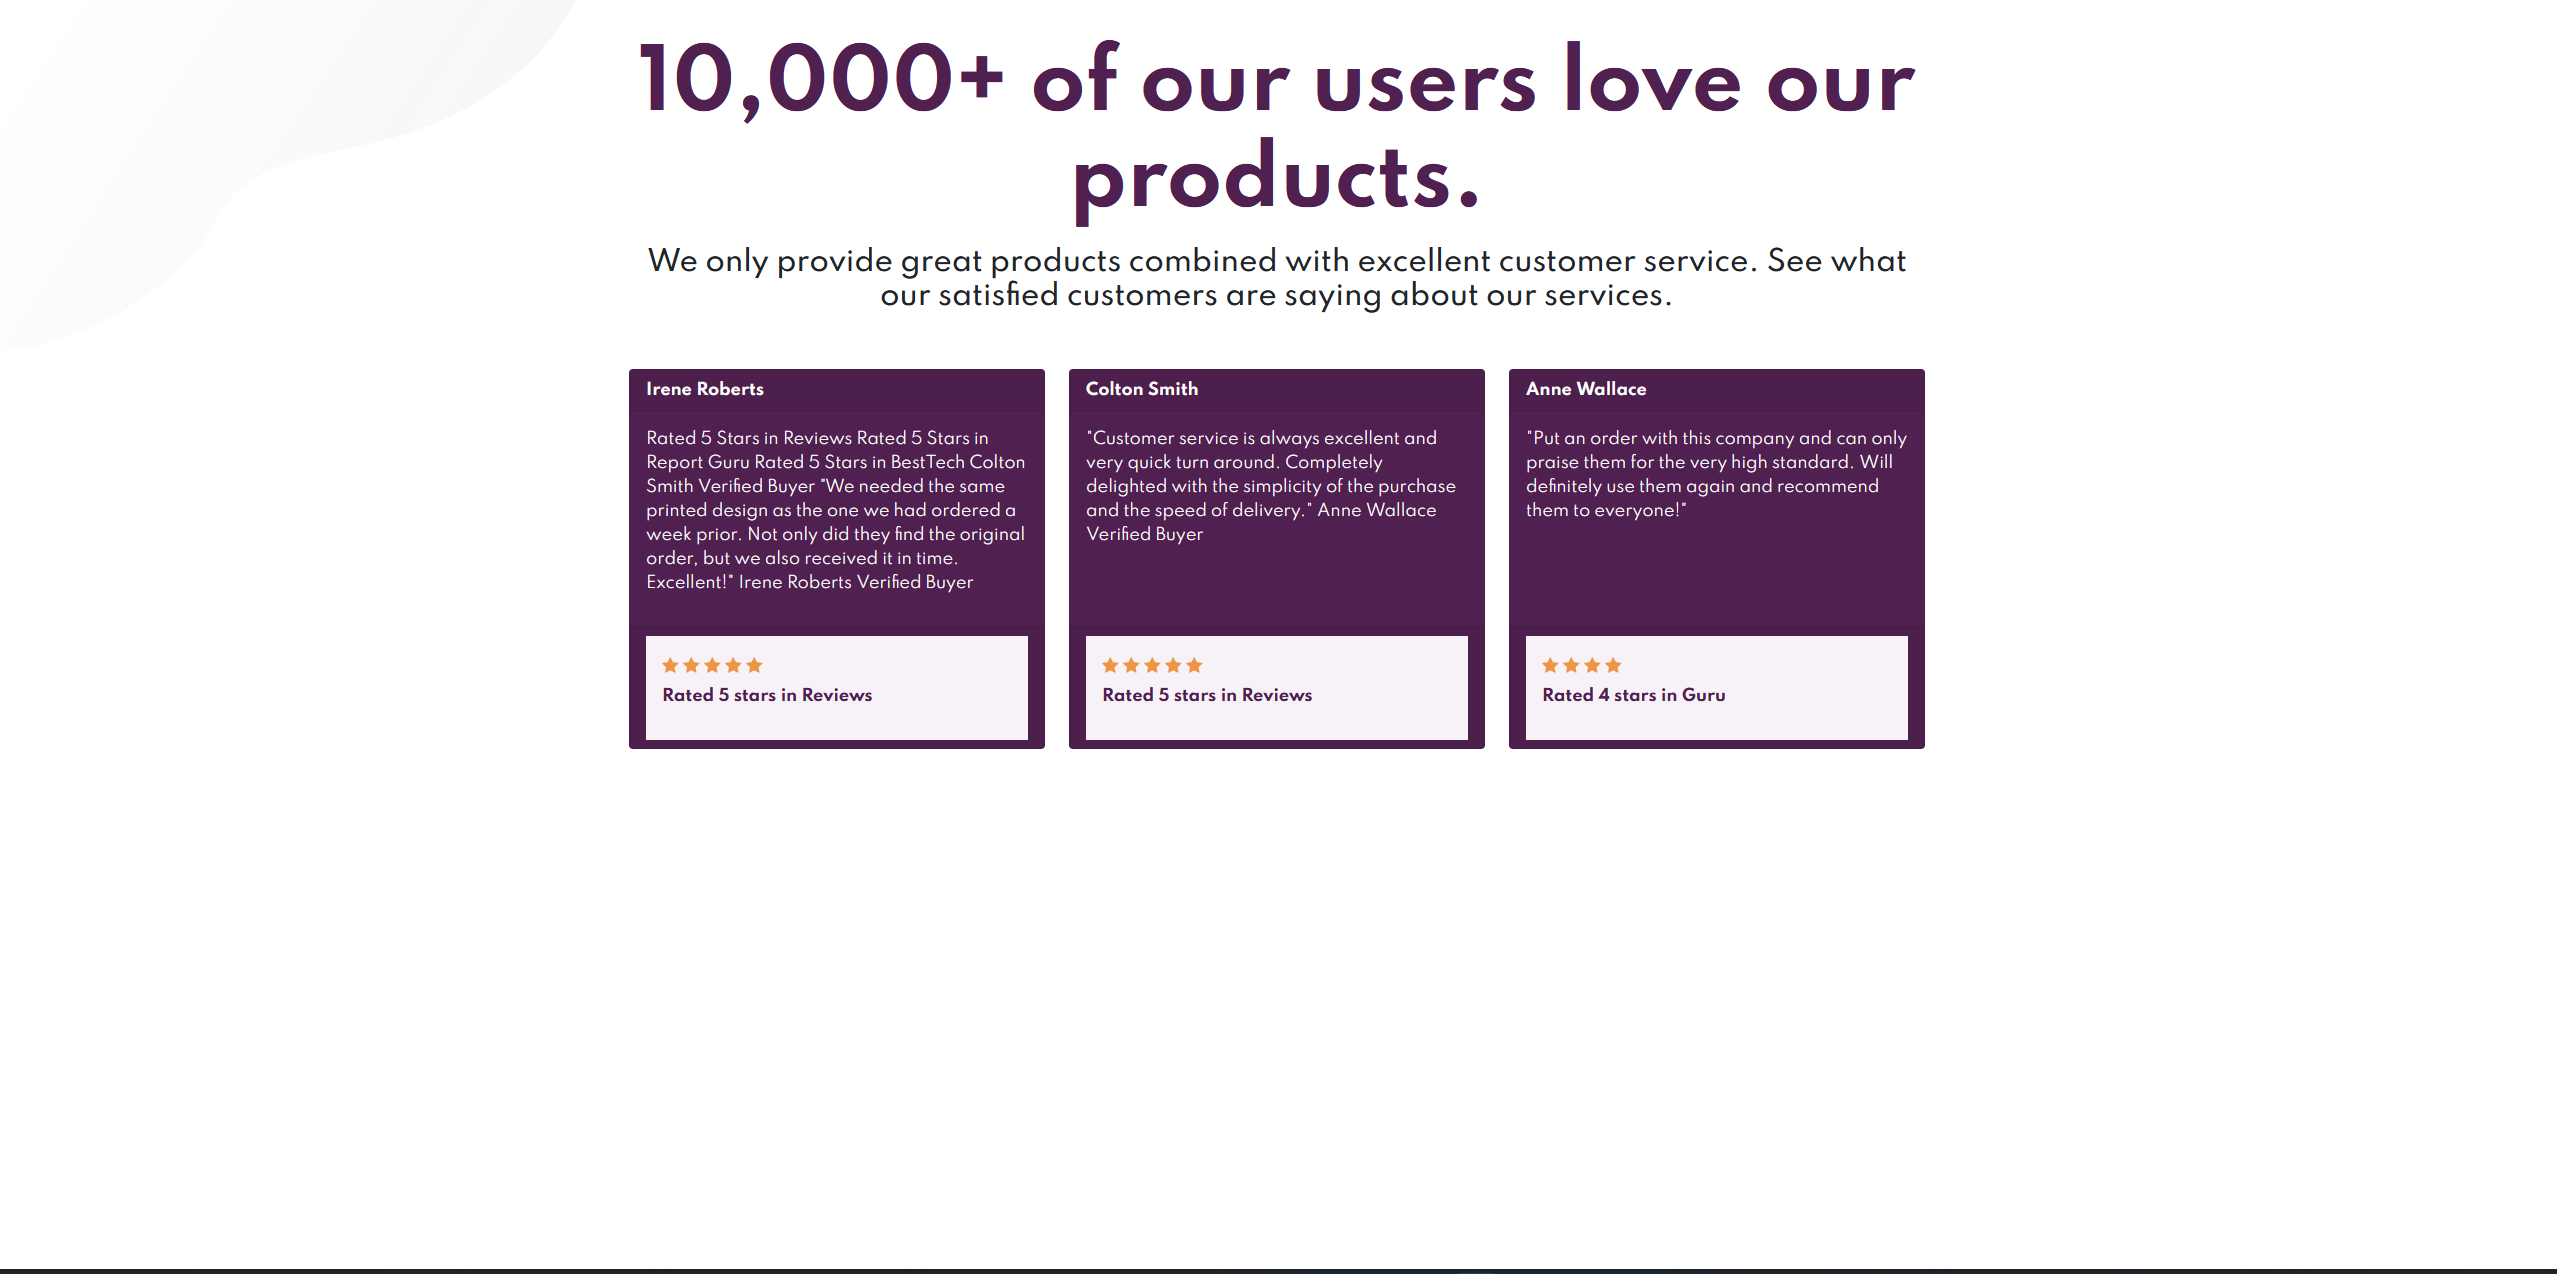 10,000+ of our users love our
products.
We only provide great products combined with excellent customer service. See what
our satisfied customers are saying about our services.
Irene Roberts
Rated 5 Stars in Reviews Rated 5 Stars in
Report Guru Rated 5 Stars in BestTech Colton
Smith Verified Buyer "We needed the same
printed design as the one we had ordered a
week prior. Not only did they find the original
order, but we also received it in time.
Excellent!" Irene Roberts Verified Buyer
Rated 5 stars in Reviews
Colton Smith
"Customer service is always excellent and
very quick turn around. Completely
delighted with the simplicity of the purchase
and the speed of delivery." Anne Wallace
Verified Buyer
Rated 5 stars in Reviews
Anne Wallace
"Put an order with this company and can only
praise them for the very high standard. Will
definitely use them again and recommend
them to everyone!"
Rated 4 stars in Guru